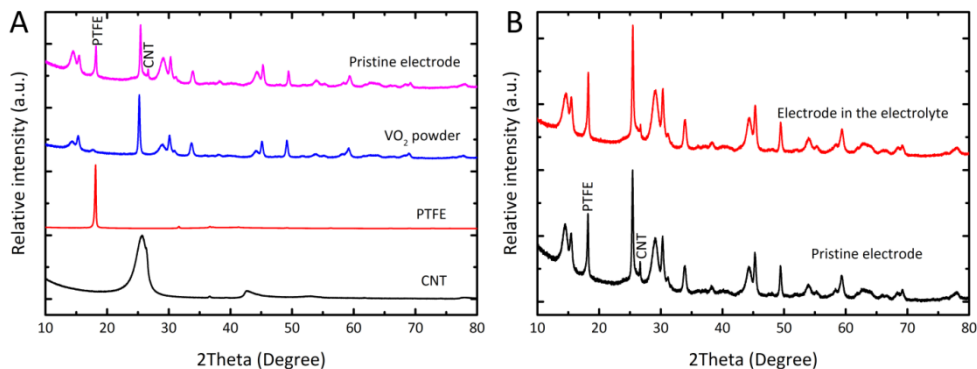 A
Relative intensity (a.u.)
PTFE
CNT
Pristine electrode
VO₂ powder
PTFE
CNT
10 20 30 40 50 60 70 80
2Theta (Degree)
B
Relative intensity (a.u.)
Electrode in the electrolyte
PTFE
CNT
Pristine electrode
10 20 30 40 50 60 70 80
2Theta (Degree)